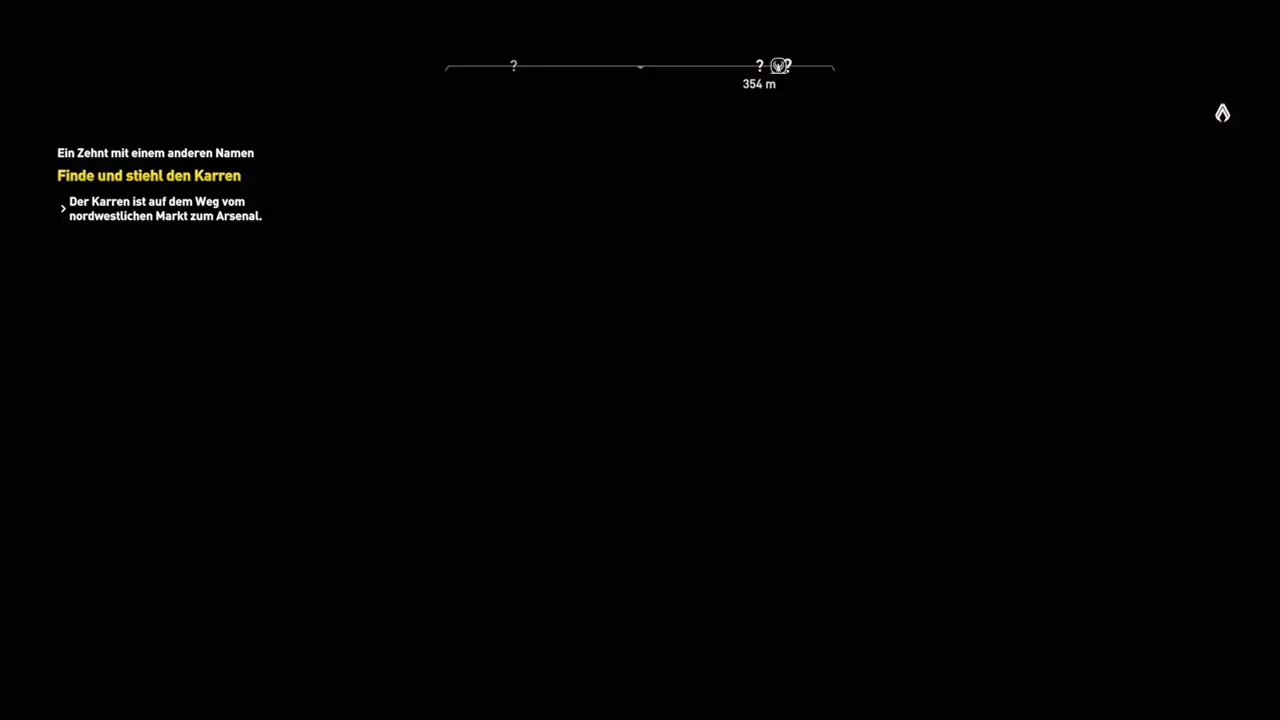 ? ? ?
354 m
Ein Zehnt mit einem anderen Namen
Finde und stiehl den Karren
Der Karren ist auf dem Weg vom
nordwestlichen Markt zum Arsenal.